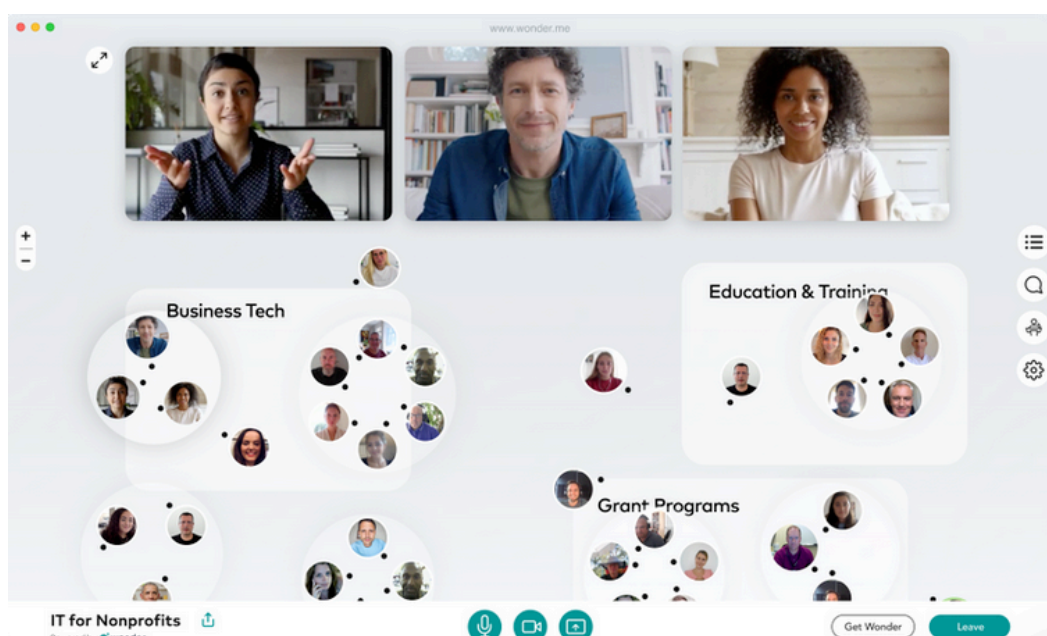 www.wonder.me
Business Tech
Education & Training
Grant Programs
IT for Nonprofits
Get Wonder
Leave